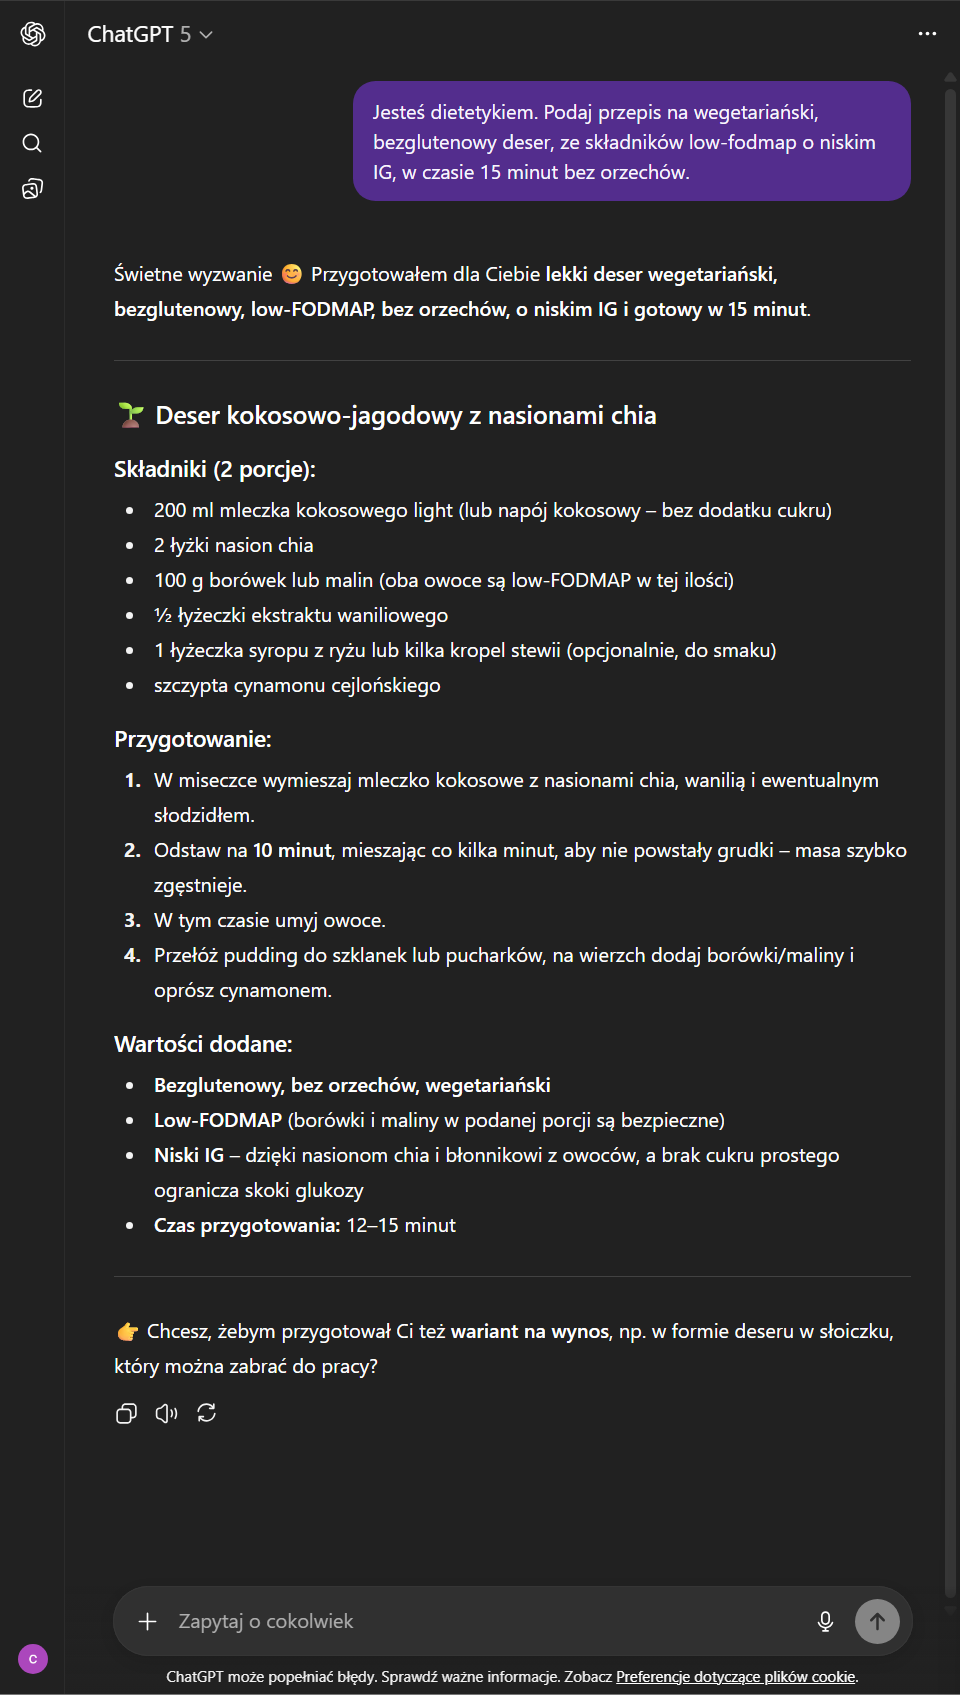 ChatGPT 5
Jesteś dietetykiem. Podaj przepis na wegetariański,
bezglutenowy deser, ze składników low-fodmap o niskim
IG, w czasie 15 minut bez orzechów.
Świetne wyzwanie 😊 Przygotowałem dla Ciebie lekki deser wegetariański,
bezglutenowy, low-FODMAP, bez orzechów, o niskim IG i gotowy w 15 minut.
🌱 Deser kokosowo-jagodowy z nasionami chia
Składniki (2 porcje):
• 200 ml mleczka kokosowego light (lub napój kokosowy – bez dodatku cukru)
• 2 łyżki nasion chia
• 100 g borówek lub malin (oba owoce są low-FODMAP w tej ilości)
• ½ łyżeczki ekstraktu waniliowego
• 1 łyżeczka syropu z ryżu lub kilka kropel stewii (opcjonalnie, do smaku)
• szczypta cynamonu cejlońskiego
Przygotowanie:
1. W miseczce wymieszaj mleczko kokosowe z nasionami chia, wanilią i ewentualnym
słodzidłem.
2. Odstaw na 10 minut, mieszając co kilka minut, aby nie powstały grudki – masa szybko
zgęstnieje.
3. W tym czasie umyj owoce.
4. Przełóż pudding do szklanek lub pucharków, na wierzch dodaj borówki/maliny i
oprósz cynamonem.
Wartości dodane:
• Bezglutenowy, bez orzechów, wegetariański
• Low-FODMAP (borówki i maliny w podanej porcji są bezpieczne)
• Niski IG – dzięki nasionom chia i błonnikowi z owoców, a brak cukru prostego
ogranicza skoki glukozy
• Czas przygotowania: 12–15 minut
👉 Chcesz, żebym przygotował Ci też wariant na wynos, np. w formie deseru w słoiczku,
który można zabrać do pracy?
Zapytaj o cokolwiek
C
ChatGPT może popełniać błędy. Sprawdź ważne informacje. Zobacz Preferencje dotyczące plików cookie.